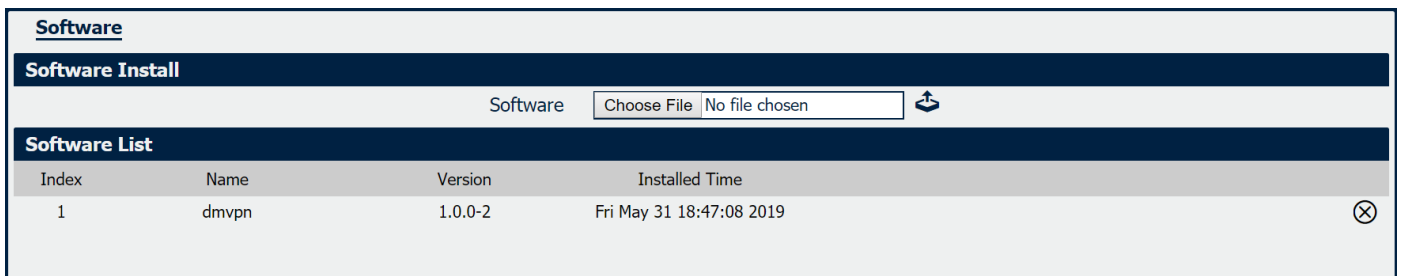 Software
Software Install
Software Choose File No file chosen
Software List
Index Name Version Installed Time
1 dmvpn 1.0.0-2 Fri May 31 18:47:08 2019